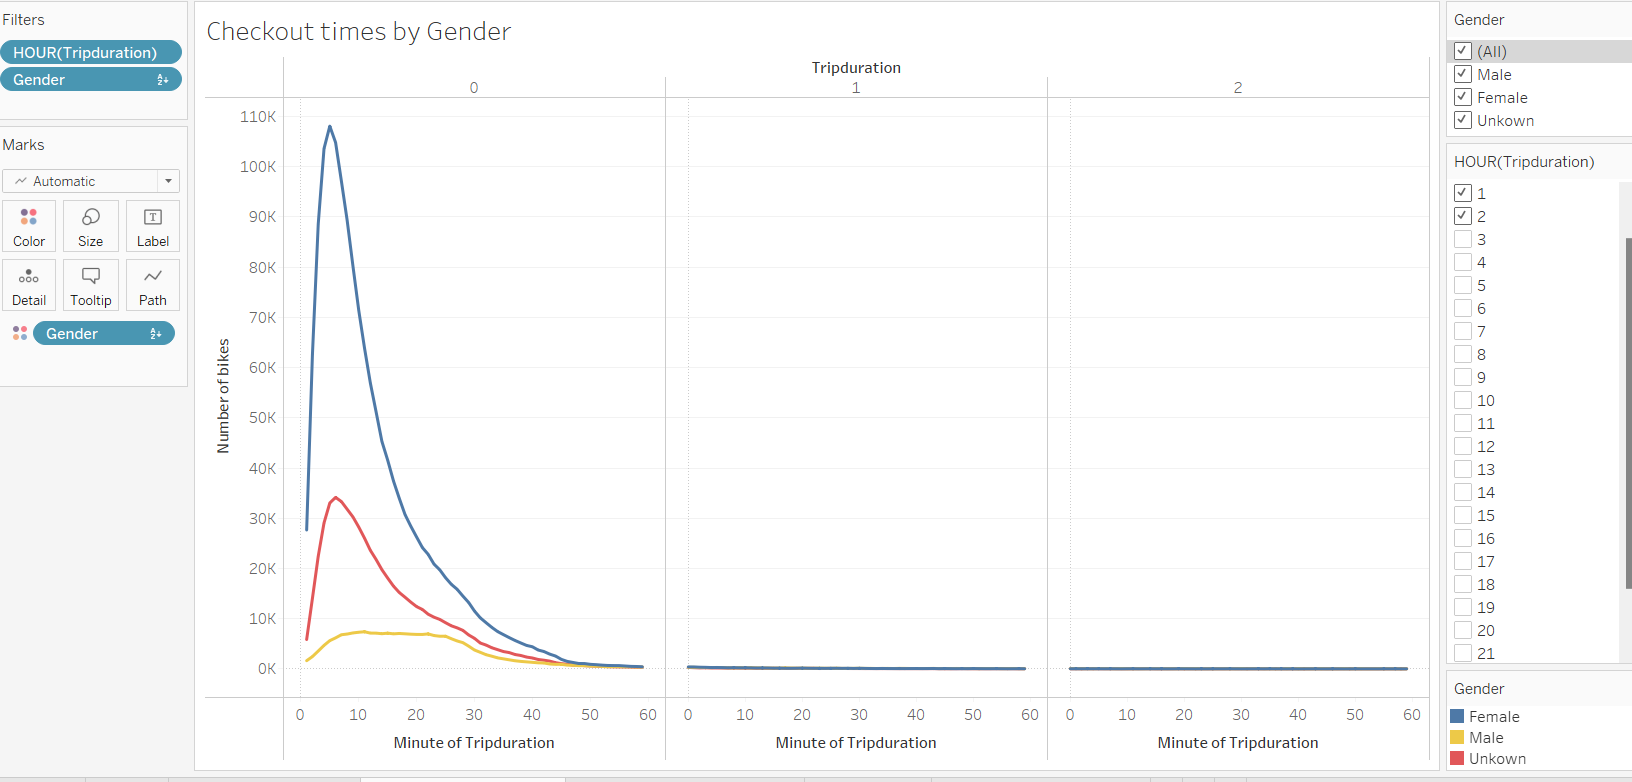 Filters
HOUR(Tripduration)
Gender
Marks
Automatic
Color
Size
Label
Detail
Tooltip
Path
Gender
Checkout times by Gender
Tripduration
0
1
2
Number of bikes
110K
100K
90K
80K
70K
60K
50K
40K
30K
20K
10K
0K
0 10 20 30 40 50 60
0 10 20 30 40 50 60
0 10 20 30 40 50 60
Minute of Tripduration
Minute of Tripduration
Minute of Tripduration
Gender
(All)
Male
Female
Unkown
HOUR(Tripduration)
1
2
3
4
5
6
7
8
9
10
11
12
13
14
15
16
17
18
19
20
21
Gender
Female
Male
Unkown